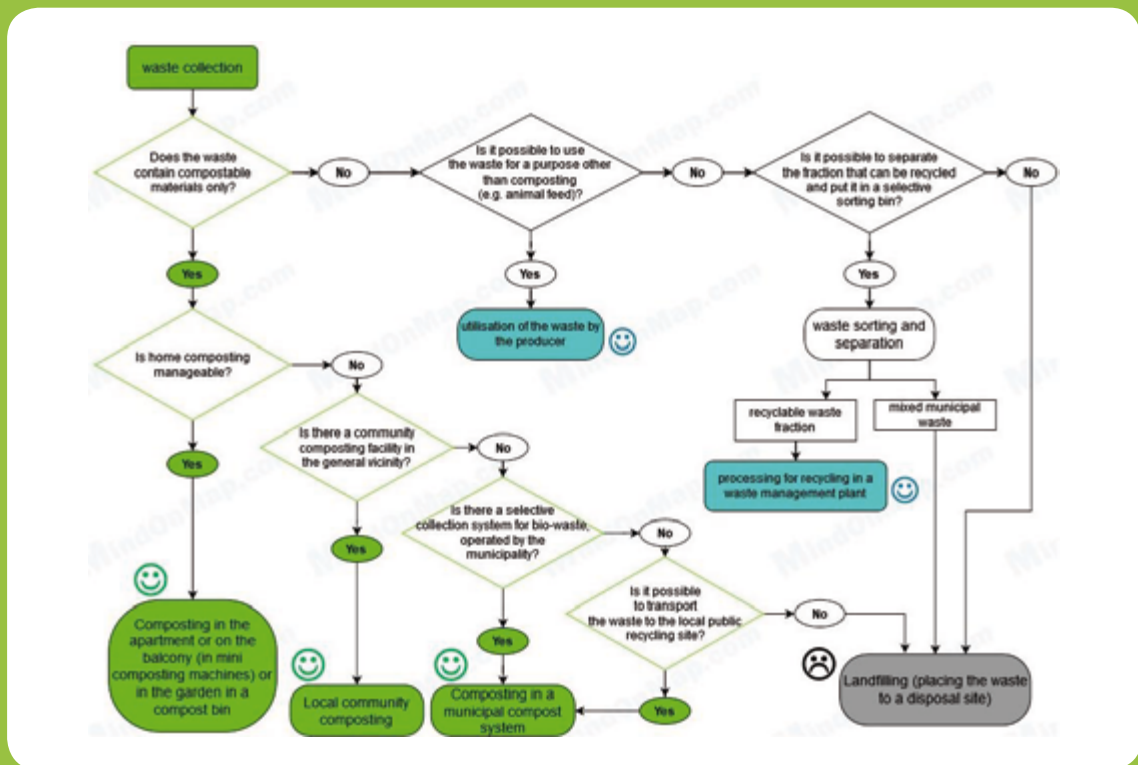 waste collection
Does the waste
contain compostable
materials only?
No
Is it possible to use
the waste for a purpose other
than composting
(e.g. animal feed)?
No
Is it possible to separate
the fraction that can be recycled
and put it in a selective
sorting bin?
No
Yes
Yes
Yes
utilisation of the waste by
the producer
waste sorting and
separation
Is home composting
manageable?
No
recyclable waste
fraction
mixed municipal
waste
Is there a community
composting facility in
the general vicinity?
No
Yes
processing for recycling in a
waste management plant
Is there a selective
collection system for bio-waste,
operated by the
municipality?
No
Yes
Is it possible
to transport
the waste to the local public
recycling site?
No
Yes
Yes
Composting in the
apartment or on the
balcony (in mini
composting machines) or
in the garden in a
compost bin
Local community
composting
Composting in a
municipal compost
system
Landfilling (placing the waste
to a disposal site)
MindOnMap.com